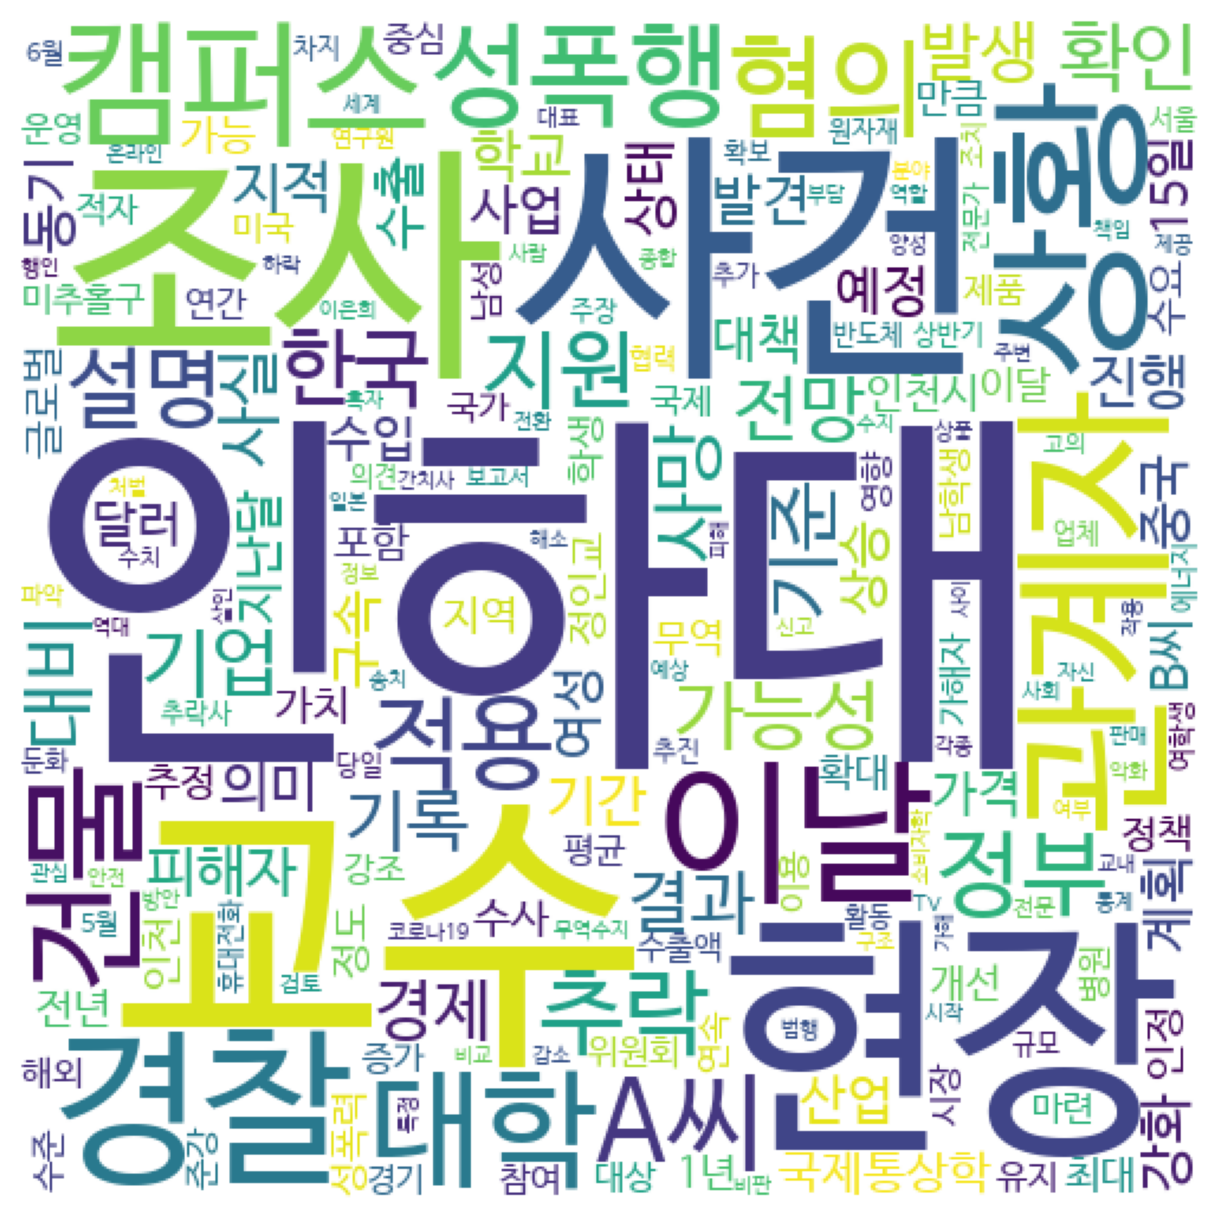 6월
캠퍼스
차지
중심
성폭행
혐의
발생
확인
운영
온라인
가능
세계
연구원
대표
원자재
만큼
서울
동기
적자
지적
수출
학교
사업
상태
확보
발견
부담
분야
역할
전문가
조치
상황
15일
책임
제공
행인
미국
하락
조사
사건
사람
종합
추가
양성
미추홀구
연간
이은희
남성
주장
대책
반도체
상반기
예정
제품
수요
글로벌
설명
사실
한국
흑자
지원
협력
주변
진행
국가
전환
국제
전망
수지
인천시
이달
수입
의견
간치사
보고서
학생
사망
상품
고의
영향
남학생
중국
관계자
처벌
달러
수치
일본
포함
해소
피해
기준
업체
에너지
인하대
파악
역대
살인
지난달
정보
지역
정인교
무역
신고
상승
사이
작용
대비
기업
구속
송치
예상
가능성
가해자
자신
B씨
추락사
가치
적용
여성
추진
각종
사회
판매
여학생
둔화
추정
의미
당일
이날
확대
가격
악화
건물
기록
기간
평균
소비자학
여부
정책
관심
안전
방안
피해자
강조
교수
결과
이용
정부
교내
통계
5월
인천
휴대전화
정도
코로나19
수사
무역수지
수출액
활동
TV
구조
가해
전문
계획
전년
검토
경제
추락
현장
범행
개선
시작
병원
해외
경찰
증가
비교
감소
위원회
연속
규모
인정
수준
준강
성폭력
특정
대학
A씨
산업
시장
마련
강화
경기
참여
대상
1년
비판
국제통상학
유지
최대